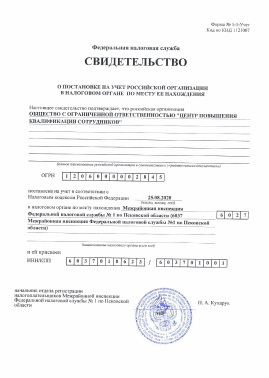 Форма № 1-1-Учет
Код по КНД 1121007
Федеральная налоговая служба
СВИДЕТЕЛЬСТВО
О ПОСТАНОВКЕ НА УЧЕТ РОССИЙСКОЙ ОРГАНИЗАЦИИ
В НАЛОГОВОМ ОРГАНЕ ПО МЕСТУ ЕЕ НАХОЖДЕНИЯ
Настоящее свидетельство подтверждает, что российская организация
ОБЩЕСТВО С ОГРАНИЧЕННОЙ ОТВЕТСТВЕННОСТЬЮ "ЦЕНТР ПОВЫШЕНИЯ
КВАЛИФИКАЦИИ СОТРУДНИКОВ"
(полное наименование российской организации в соответствии с учредительными документами)
ОГРН 1 2 0 6 0 0 0 0 0 2 8 4 5
поставлена на учет в соответствии с
Налоговым кодексом Российской Федерации 25.08.2020
(число, месяц, год)
в налоговом органе по месту нахождения Межрайонная инспекция
Федеральной налоговой службы № 1 по Псковской области (6037 6 0 2 7
Межрайонная инспекция Федеральной налоговой службы №1 по Псковской
области)
(наименование налогового органа и его код)
и ей присвоен
ИНН/КПП 6 0 3 7 0 1 0 6 2 5 / 6 0 3 7 0 1 0 0 1
начальник отдела регистрации
налогоплательщиков Межрайонной инспекции
Федеральной налоговой службы № 1 по Псковской
области
Н. А. Кухарук